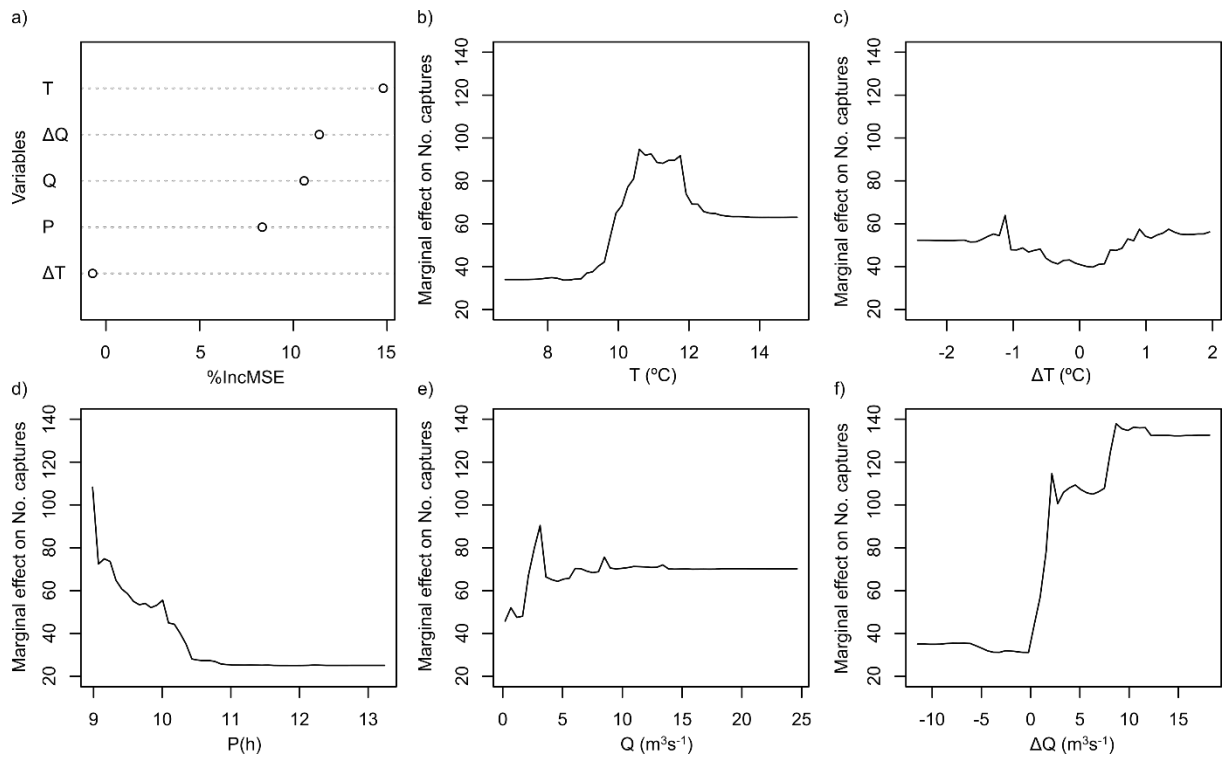 a)
Variables
T
ΔQ
Q
P
ΔT
0 5 10 15
%IncMSE
b)
Marginal effect on No. captures
140
120
100
80
60
40
20
8 10 12 14
T (ºC)
c)
Marginal effect on No. captures
140
120
100
80
60
40
20
-2 -1 0 1 2
ΔT (ºC)
d)
Marginal effect on No. captures
140
120
100
80
60
40
20
9 10 11 12 13
P(h)
e)
Marginal effect on No. captures
140
120
100
80
60
40
20
0 5 10 15 20 25
Q (m³s⁻¹)
f)
Marginal effect on No. captures
140
120
100
80
60
40
20
-10 -5 0 5 10 15
ΔQ (m³s⁻¹)